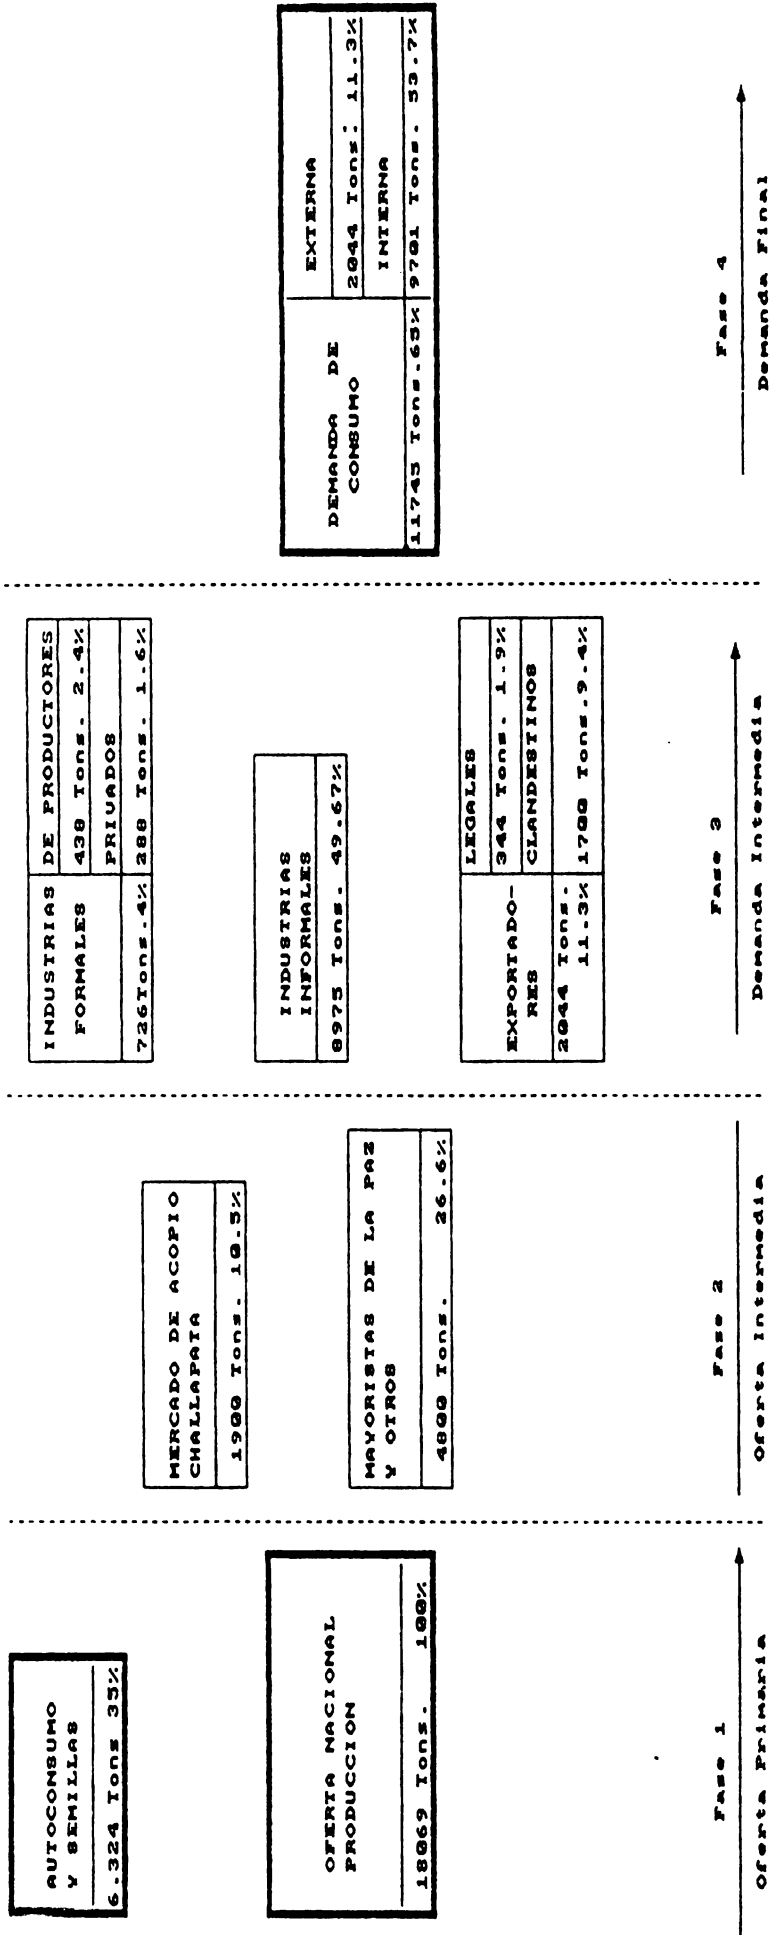 AUTOCONSUMO
Y SEMILLAS
6.324 Tons 35%
OFERTA NACIONAL
PRODUCCION
18069 Tons. 100%
Fase 1
Oferta Primaria
MERCADO DE ACOPIO
CHALLAPATA
1900 Tons. 10.5%
MAYORISTAS DE LA PAZ
Y OTROS
4800 Tons. 26.6%
Fase 2
Oferta Intermedia
INDUSTRIAS
FORMALES
726Tons.4%
DE PRODUCTORES
438 Tons. 2.4%
PRIVADOS
288 Tons. 1.6%
INDUSTRIAS
INFORMALES
8975 Tons. 49.67%
EXPORTADO-
RES
2044 Tons.
11.3%
LEGALES
344 Tons. 1.9%
CLANDESTINOS
1700 Tons.9.4%
Fase 3
Demanda Intermedia
DEMANDA DE
CONSUMO
11745 Tons.65%
EXTERNA
2044 Tons. 11.3%
INTERNA
9701 Tons. 53.7%
Fase 4
Demanda Final